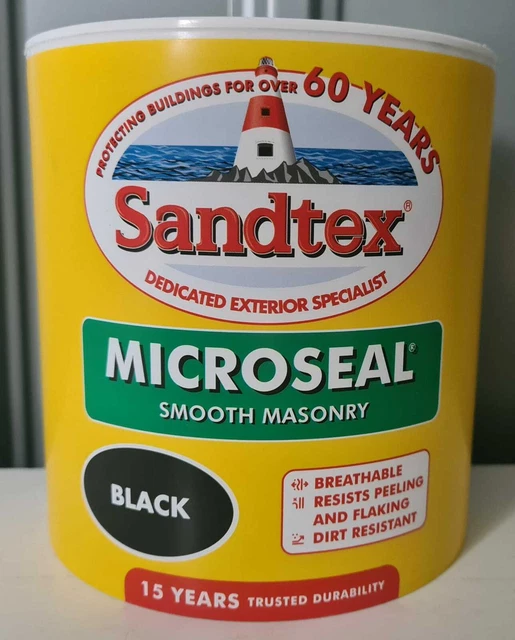 PROTECTING BUILDINGS FOR OVER 60 YEARS
Sandtex®
DEDICATED EXTERIOR SPECIALIST
MICROSEAL®
SMOOTH MASONRY
BLACK
BREATHABLE
RESISTS PEELING
AND FLAKING
DIRT RESISTANT
15 YEARS TRUSTED DURABILITY